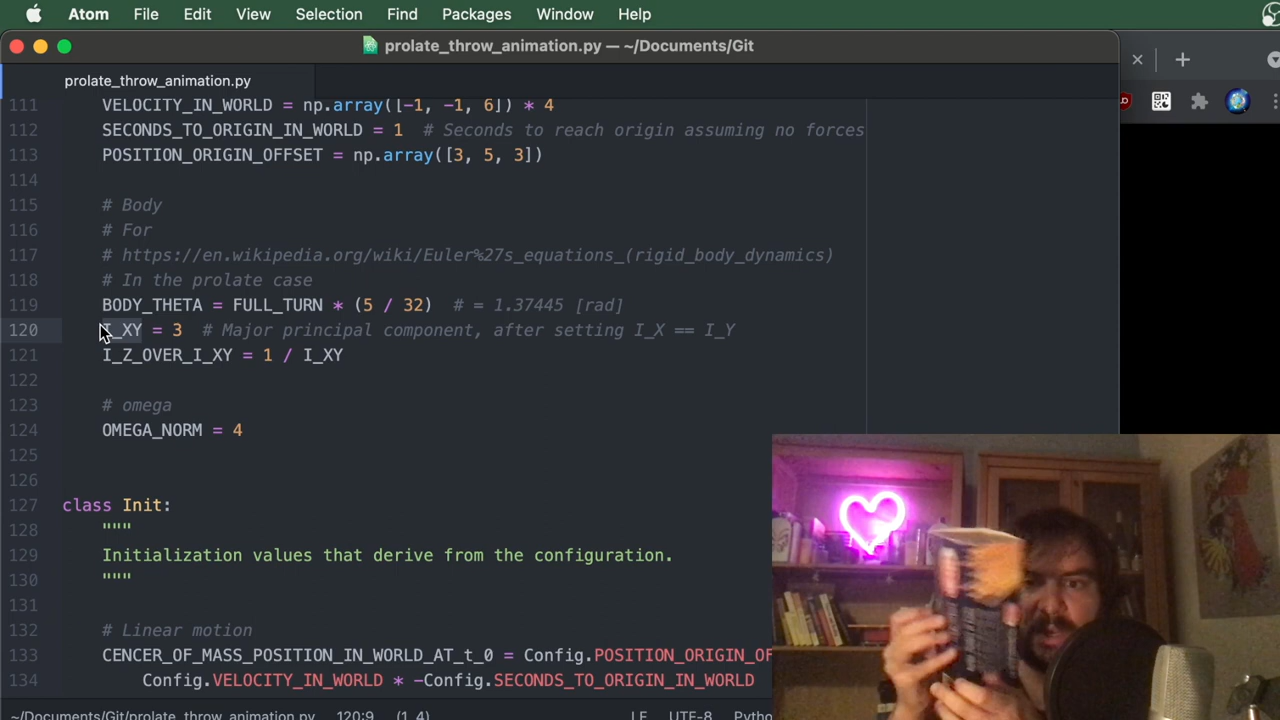 Atom File Edit View Selection Find Packages Window Help
prolate_throw_animation.py — ~/Documents/Git
prolate_throw_animation.py
111 VELOCITY_IN_WORLD = np.array([-1, -1, 6]) * 4
112 SECONDS_TO_ORIGIN_IN_WORLD = 1 # Seconds to reach origin assuming no forces
113 POSITION_ORIGIN_OFFSET = np.array([3, 5, 3])
114
115 # Body
116 # For
117 # https://en.wikipedia.org/wiki/Euler%27s_equations_(rigid_body_dynamics)
118 # In the prolate case
119 BODY_THETA = FULL_TURN * (5 / 32) # = 1.37445 [rad]
120 I_XY = 3 # Major principal component, after setting I_X == I_Y
121 I_Z_OVER_I_XY = 1 / I_XY
122
123 # omega
124 OMEGA_NORM = 4
125
126
127 class Init:
128 """
129 Initialization values that derive from the configuration.
130 """
131
132 # Linear motion
133 CENCER_OF_MASS_POSITION_IN_WORLD_AT_t_0 = Config.POSITION_ORIGIN_OF
134 Config.VELOCITY_IN_WORLD * -Config.SECONDS_TO_ORIGIN_IN_WORLD
~/Documents/Git/prolate_throw_animation.py 120:9 (1, 4) LF UTF-8 Pytho